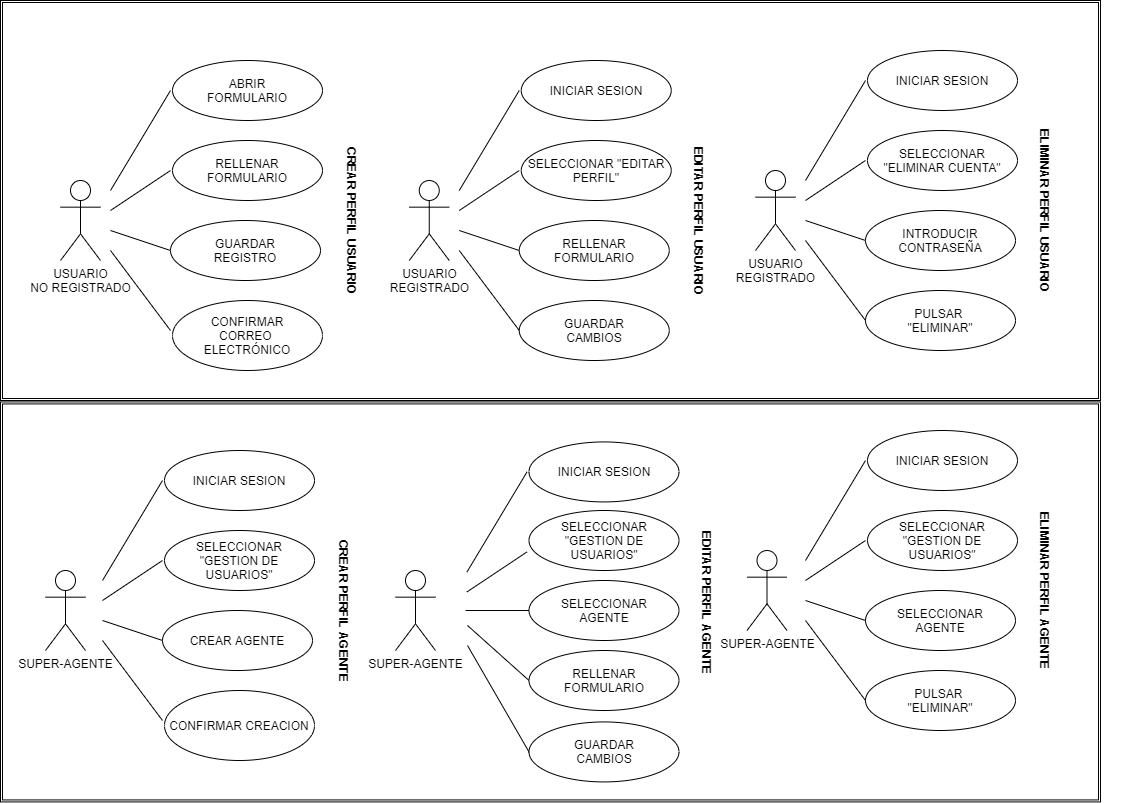 ABRIR
FORMULARIO
RELLENAR
FORMULARIO
GUARDAR
REGISTRO
CONFIRMAR
CORREO
ELECTRÓNICO
USUARIO
NO REGISTRADO
CREAR PERFIL USUARIO
INICIAR SESION
SELECCIONAR "EDITAR
PERFIL"
RELLENAR
FORMULARIO
GUARDAR
CAMBIOS
USUARIO
REGISTRADO
EDITAR PERFIL USUARIO
INICIAR SESION
SELECCIONAR
"ELIMINAR CUENTA"
INTRODUCIR
CONTRASEÑA
PULSAR
"ELIMINAR"
USUARIO
REGISTRADO
ELIMINAR PERFIL USUARIO
INICIAR SESION
SELECCIONAR
"GESTION DE
USUARIOS"
CREAR AGENTE
CONFIRMAR CREACION
SUPER-AGENTE
CREAR PERFIL AGENTE
INICIAR SESION
SELECCIONAR
"GESTION DE
USUARIOS"
SELECCIONAR
AGENTE
RELLENAR
FORMULARIO
GUARDAR
CAMBIOS
SUPER-AGENTE
EDITAR PERFIL AGENTE
INICIAR SESION
SELECCIONAR
"GESTION DE
USUARIOS"
SELECCIONAR
AGENTE
PULSAR
"ELIMINAR"
SUPER-AGENTE
ELIMINAR PERFIL AGENTE